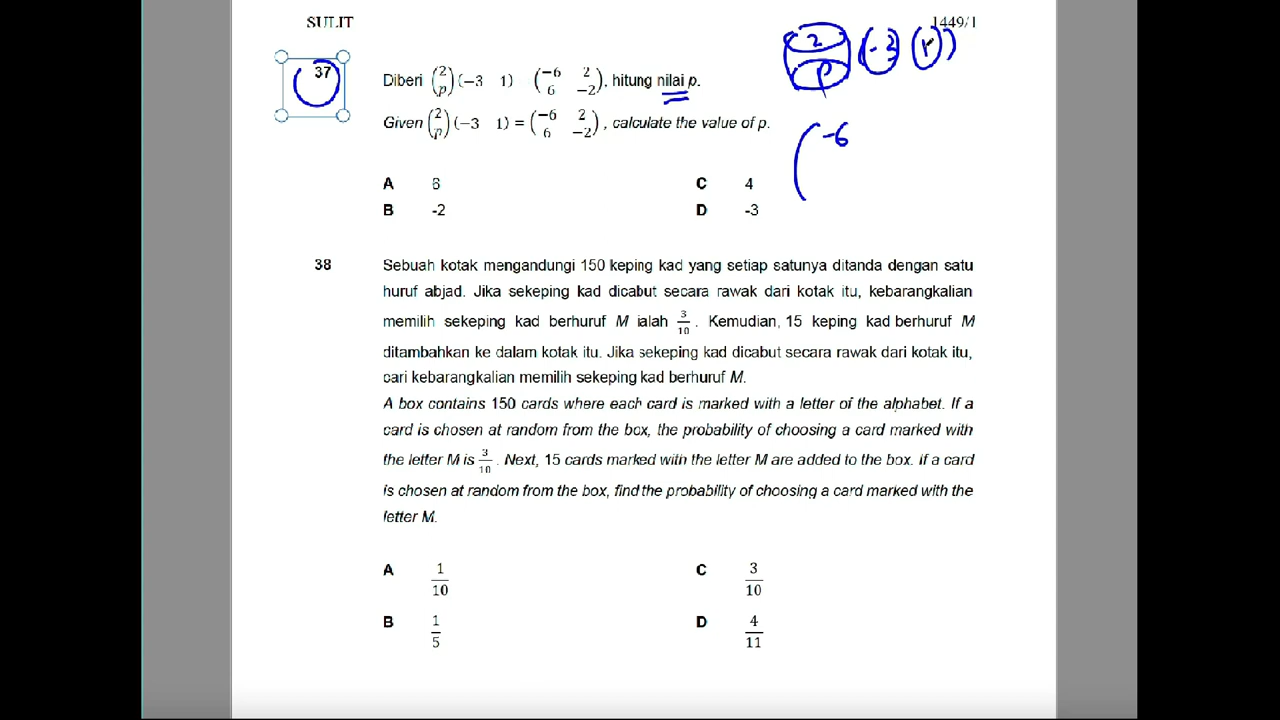 SULIT 1449/1
37 Diberi (2 p)(−3 1) (−6 2 6 −2), hitung nilai p.
Given (2 p)(−3 1) = (−6 2 6 −2), calculate the value of p.
A 6 C 4
B -2 D -3
2 p 1
-6
38 Sebuah kotak mengandungi 150 keping kad yang setiap satunya ditanda dengan satu
huruf abjad. Jika sekeping kad dicabut secara rawak dari kotak itu, kebarangkalian
memilih sekeping kad berhuruf M ialah 3/10. Kemudian, 15 keping kad berhuruf M
ditambahkan ke dalam kotak itu. Jika sekeping kad dicabut secara rawak dari kotak itu,
cari kebarangkalian memilih sekeping kad berhuruf M.
A box contains 150 cards where each card is marked with a letter of the alphabet. If a
card is chosen at random from the box, the probability of choosing a card marked with
the letter M is 3/10. Next, 15 cards marked with the letter M are added to the box. If a card
is chosen at random from the box, find the probability of choosing a card marked with the
letter M.
A 1/10 C 3/10
B 1/5 D 4/11